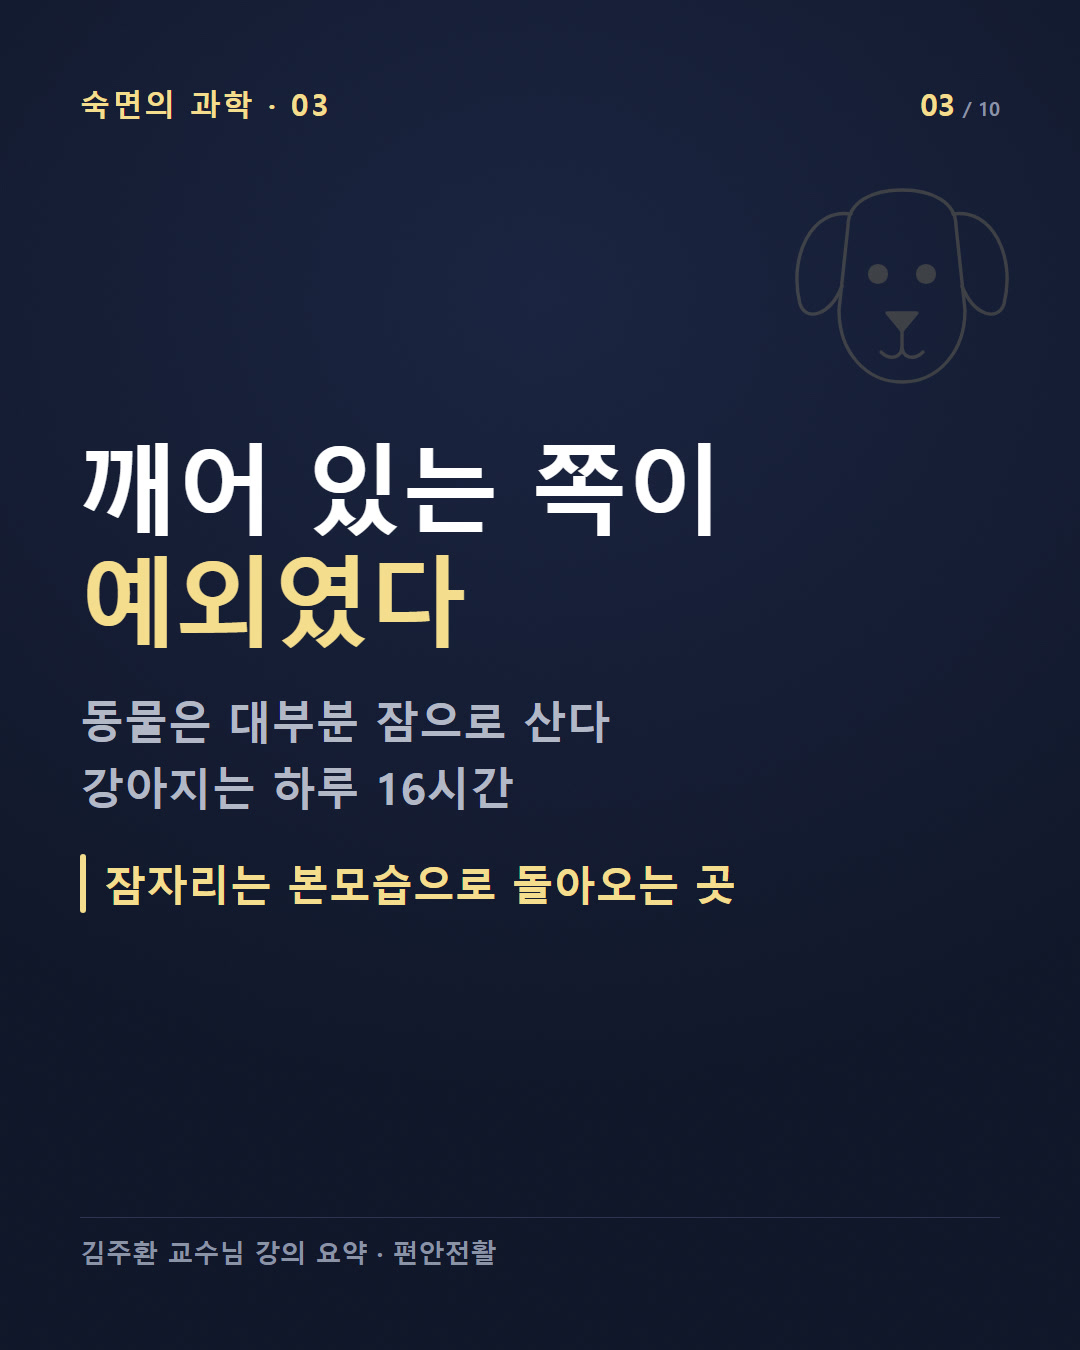 숙면의 과학 · 03
03 / 10
깨어 있는 쪽이
예외였다
동물은 대부분 잠으로 산다
강아지는 하루 16시간
잠자리는 본모습으로 돌아오는 곳
김주환 교수님 강의 요약 · 편안전활